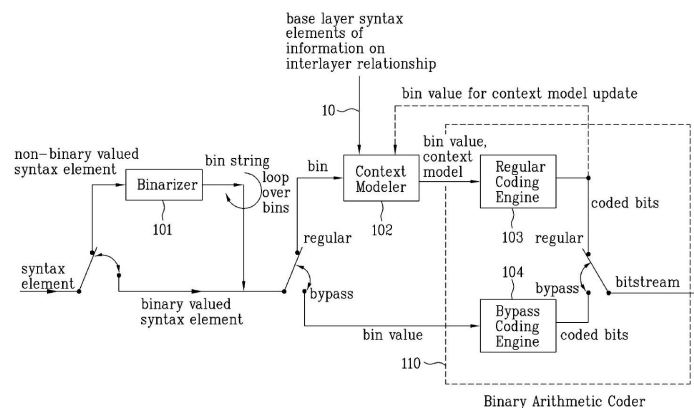 base layer syntax
elements of
information on
interlayer relationship
10
bin value for context model update
non-binary valued
syntax element
bin string
loop
over
bins
bin
bin value,
context
model
Binarizer
101
Context
Modeler
102
Regular
Coding
Engine
103
coded bits
regular
regular
syntax
element
binary valued
syntax element
bypass
bin value
104
Bypass
Coding
Engine
bypass
bitstream
coded bits
110
Binary Arithmetic Coder